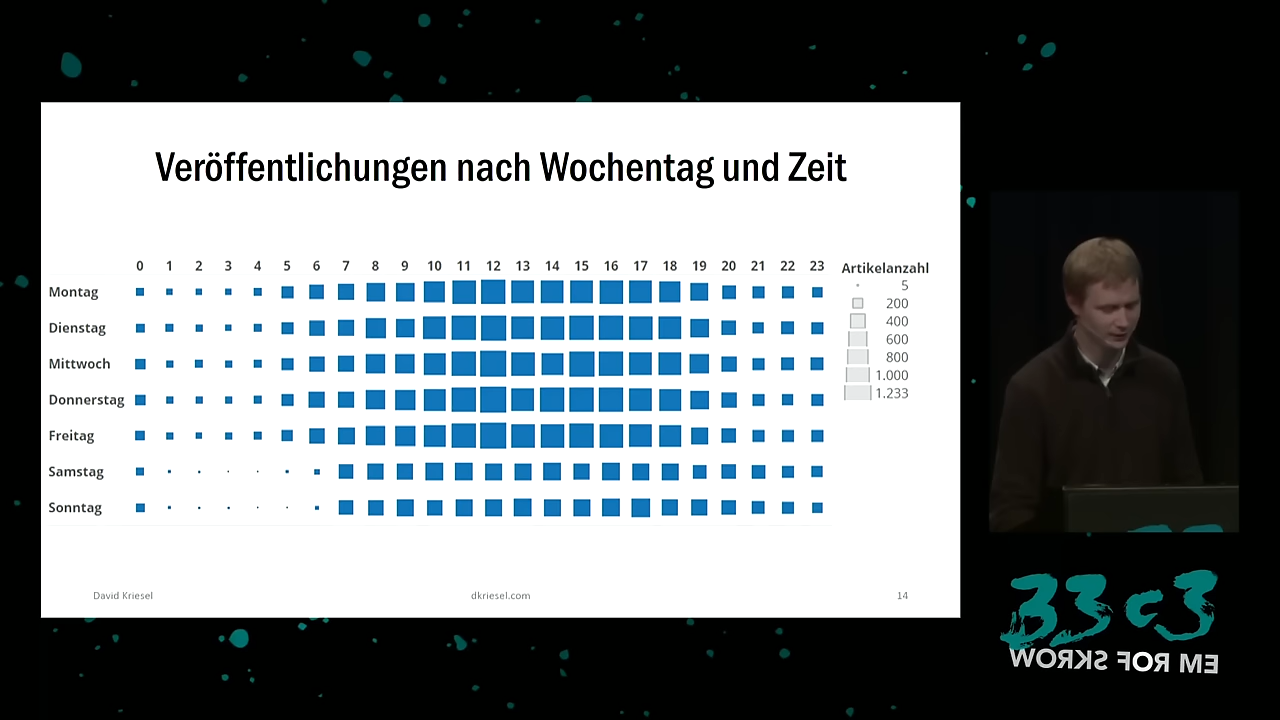 Veröffentlichungen nach Wochentag und Zeit
0 1 2 3 4 5 6 7 8 9 10 11 12 13 14 15 16 17 18 19 20 21 22 23
Montag
Dienstag
Mittwoch
Donnerstag
Freitag
Samstag
Sonntag
Artikelanzahl
5
200
400
600
800
1.000
1.233
David Kriesel
dkriesel.com
14
33c3
WORKS FOR ME